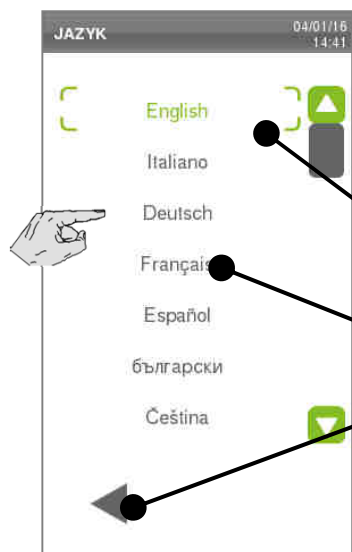 JAZYK
04/01/16
14:41
English
Italiano
Deutsch
Français
Español
български
Čeština